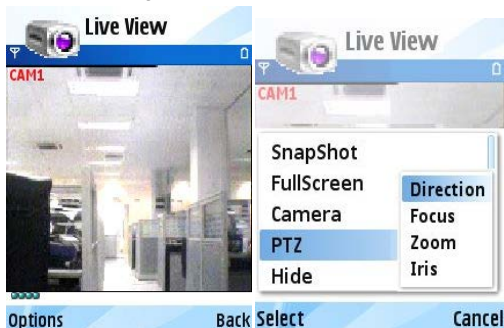 Live View
CAM1
Options Back
Live View
CAM1
SnapShot
FullScreen
Camera
PTZ
Hide
Direction
Focus
Zoom
Iris
Select Cancel